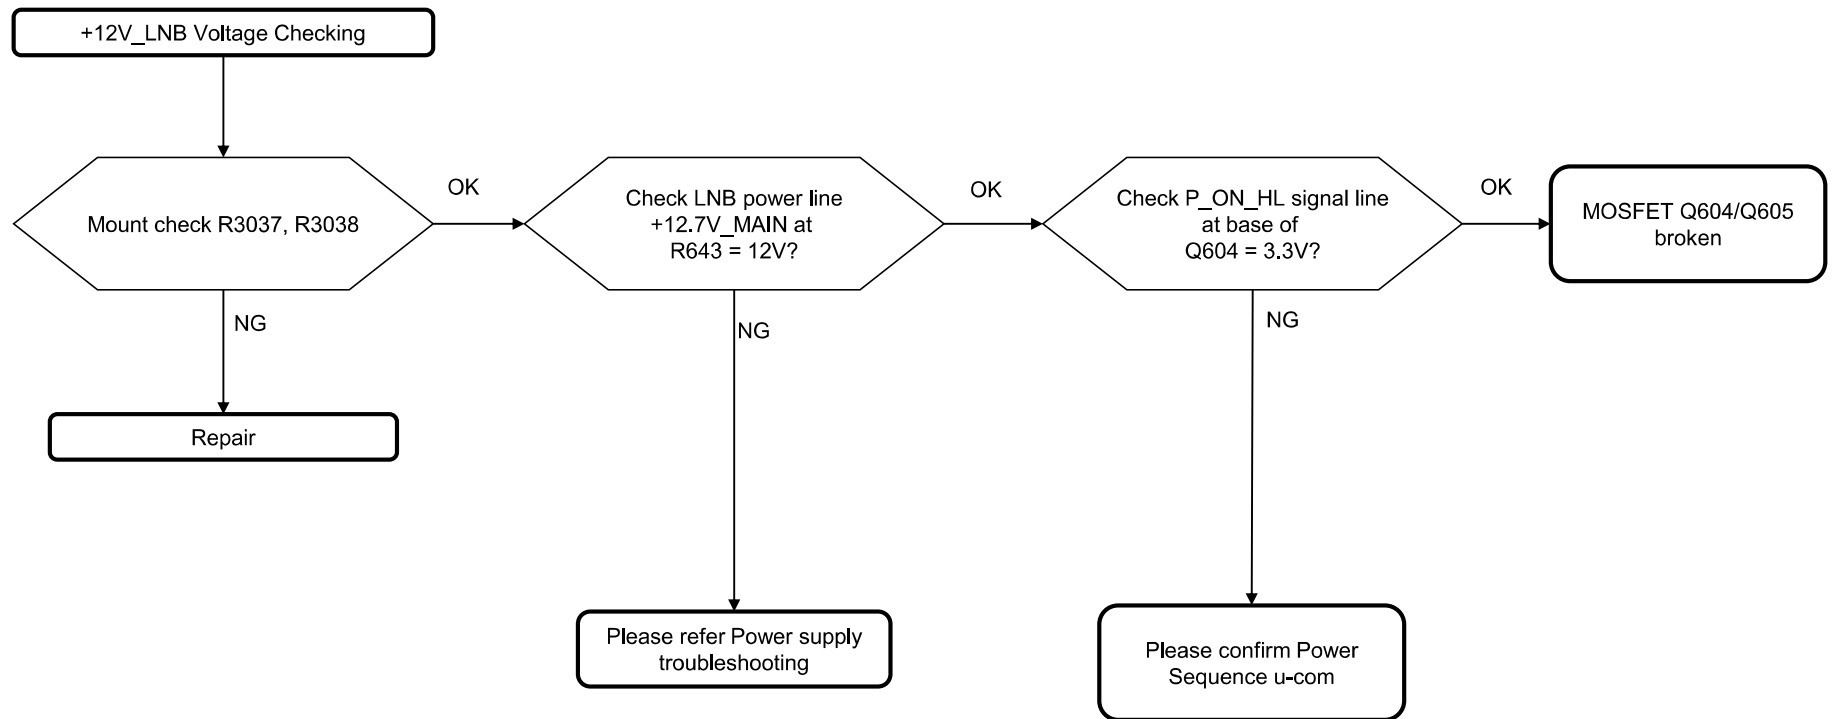 +12V_LNB Voltage Checking
Mount check R3037, R3038
OK
NG
Repair
Check LNB power line
+12.7V_MAIN at
R643 = 12V?
OK
NG
Please refer Power supply
troubleshooting
Check P_ON_HL signal line
at base of
Q604 = 3.3V?
OK
NG
Please confirm Power
Sequence u-com
MOSFET Q604/Q605
broken